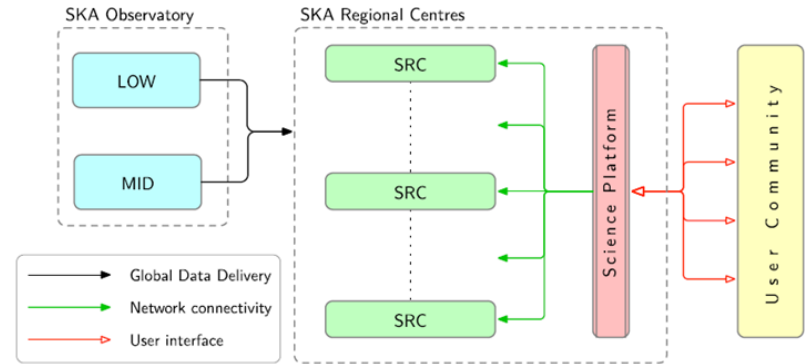 SKA Observatory
SKA Regional Centres
LOW
MID
SRC
SRC
SRC
Science Platform
User Community
Global Data Delivery
Network connectivity
User interface